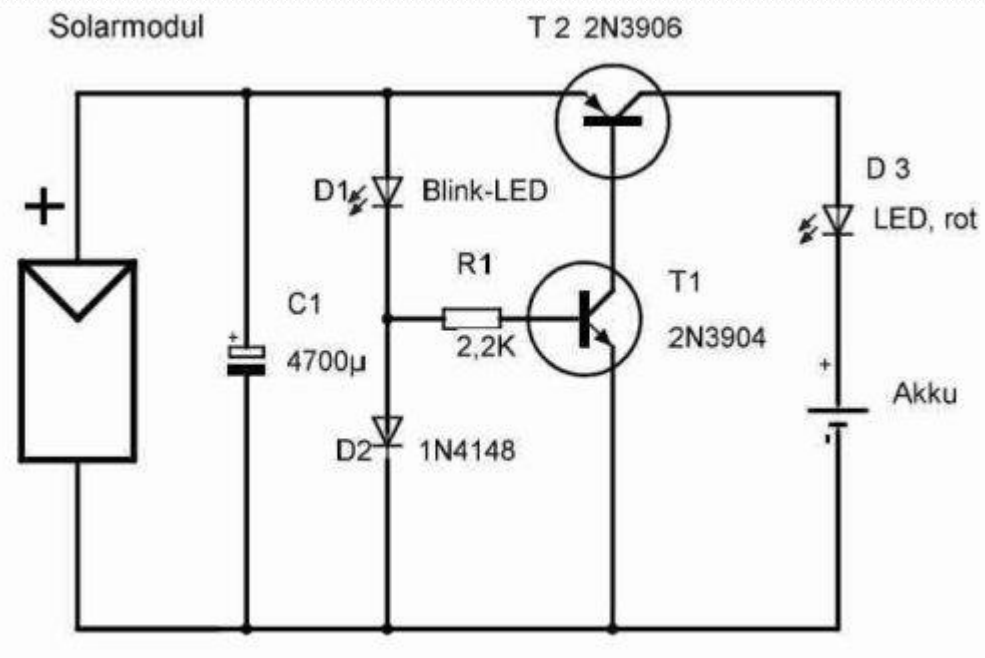 Solarmodul
T 2 2N3906
D 3
LED, rot
D1
Blink-LED
+
R1
2,2K
T1
2N3904
C1
+
4700µ
+
Akku
-
D2
1N4148